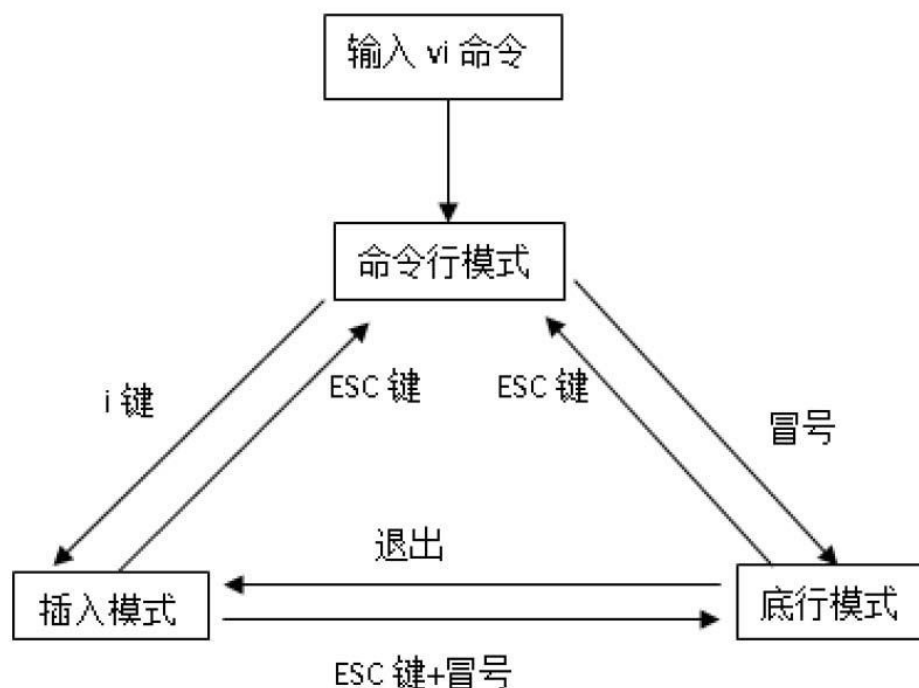 输入 vi 命令
命令行模式
i 键
ESC 键
ESC 键
冒号
退出
插入模式
底行模式
ESC 键+冒号